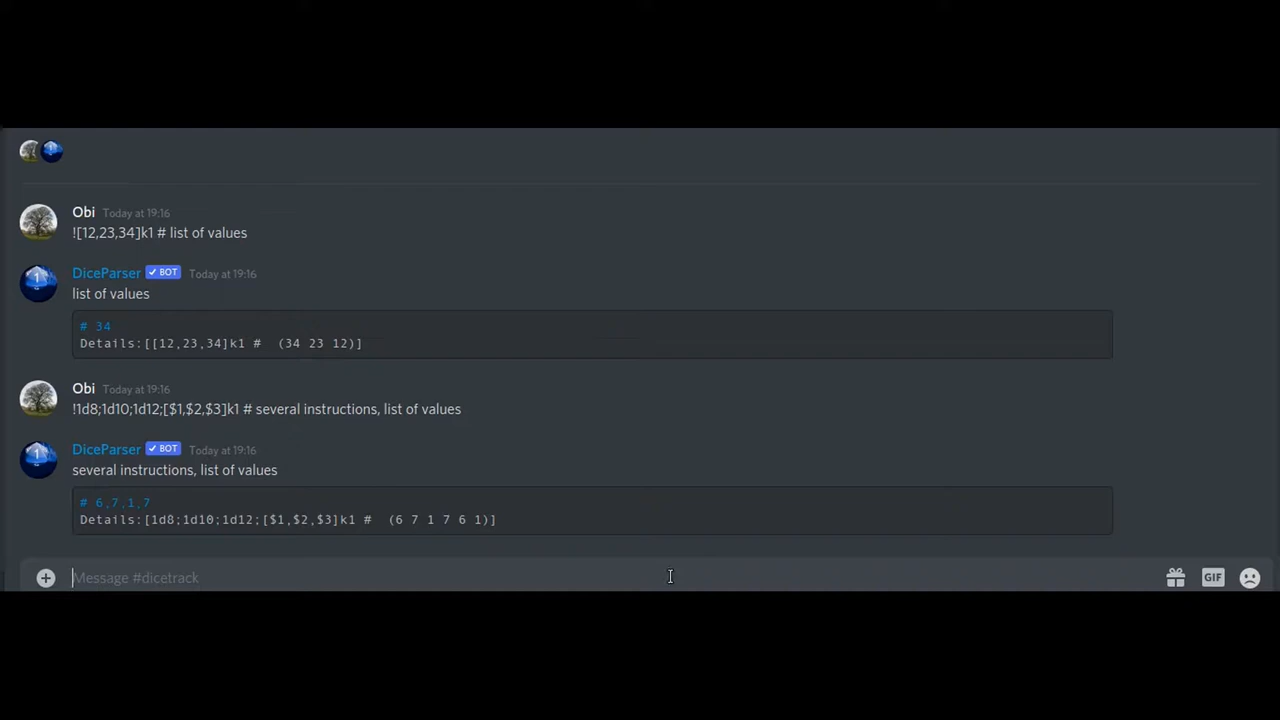 Obi Today at 19:16
![12,23,34]k1 # list of values
DiceParser ✓ BOT Today at 19:16
list of values
# 34
Details:[[12,23,34]k1 #  (34 23 12)]
Obi Today at 19:16
!1d8;1d10;1d12;[$1,$2,$3]k1 # several instructions, list of values
DiceParser ✓ BOT Today at 19:16
several instructions, list of values
# 6,7,1,7
Details:[1d8;1d10;1d12;[$1,$2,$3]k1 #  (6 7 1 7 6 1)]
Message #dicetrack GIF